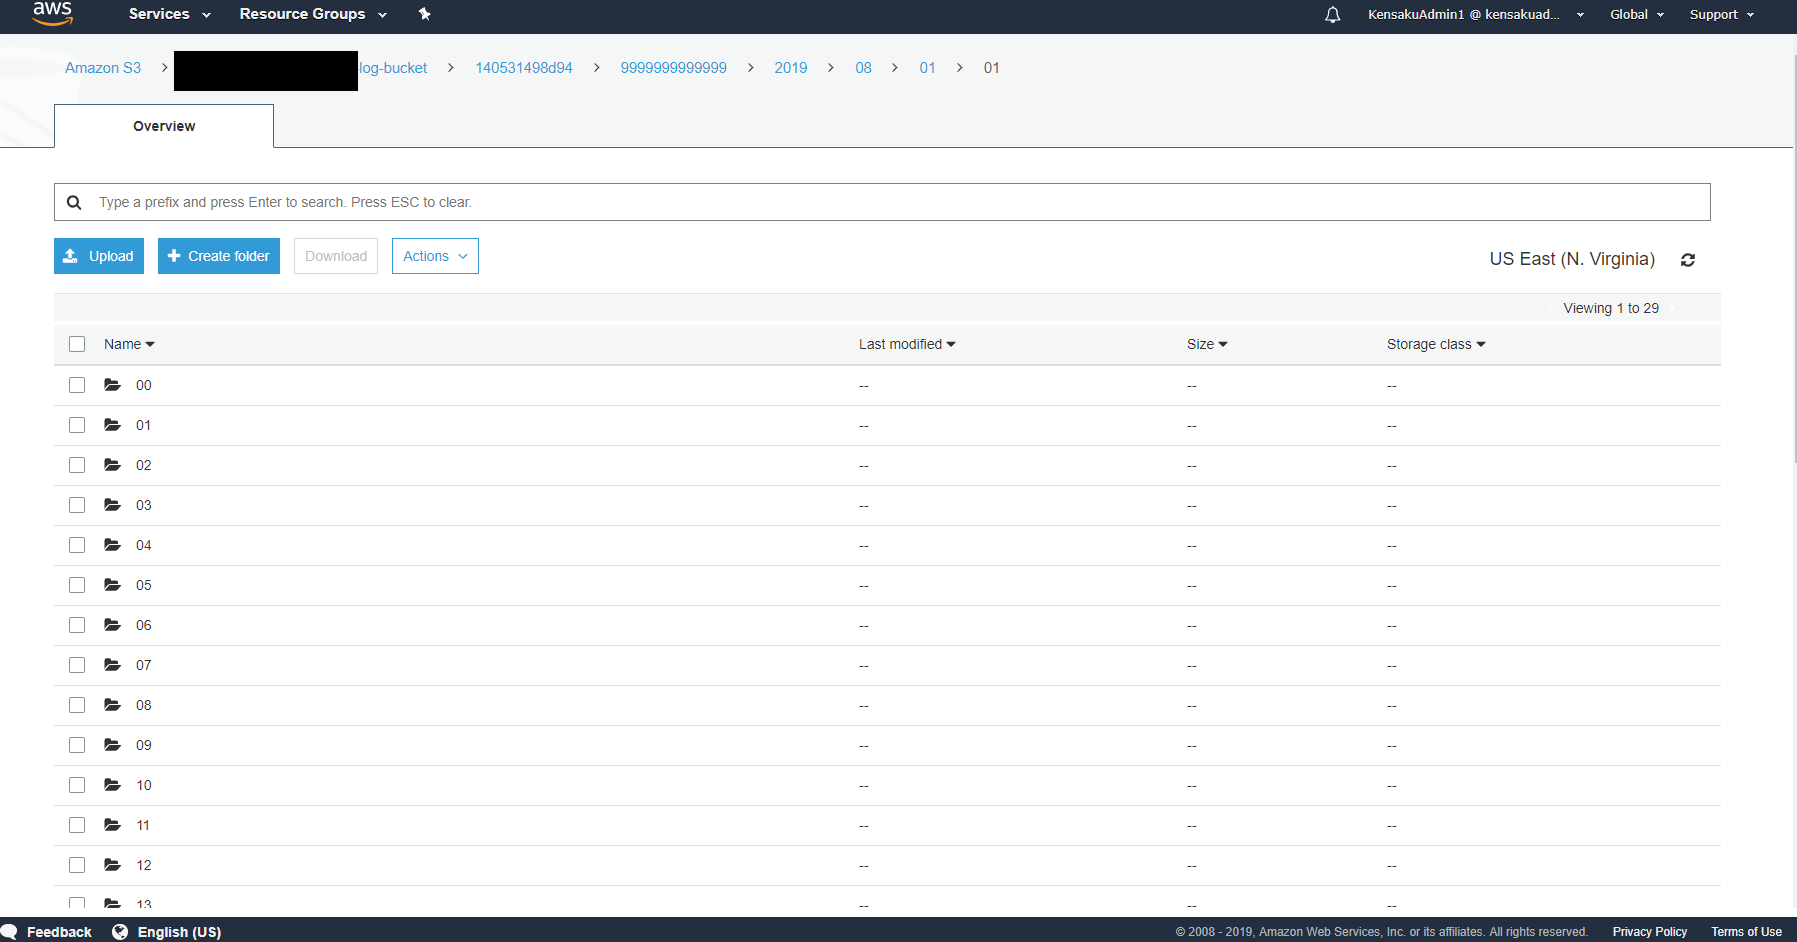 aws Services Resource Groups KensakuAdmin1 @ kensakuad... Global Support
Amazon S3 > -log-bucket > 140531498d94 > 9999999999999 > 2019 > 08 > 01 > 01
Overview
Type a prefix and press Enter to search. Press ESC to clear.
Upload + Create folder Download Actions US East (N. Virginia)
Viewing 1 to 29
Name Last modified Size Storage class
00 -- -- --
01 -- -- --
02 -- -- --
03 -- -- --
04 -- -- --
05 -- -- --
06 -- -- --
07 -- -- --
08 -- -- --
09 -- -- --
10 -- -- --
11 -- -- --
12 -- -- --
13 -- -- --
Feedback English (US) © 2008 - 2019, Amazon Web Services, Inc. or its affiliates. All rights reserved. Privacy Policy Terms of Use